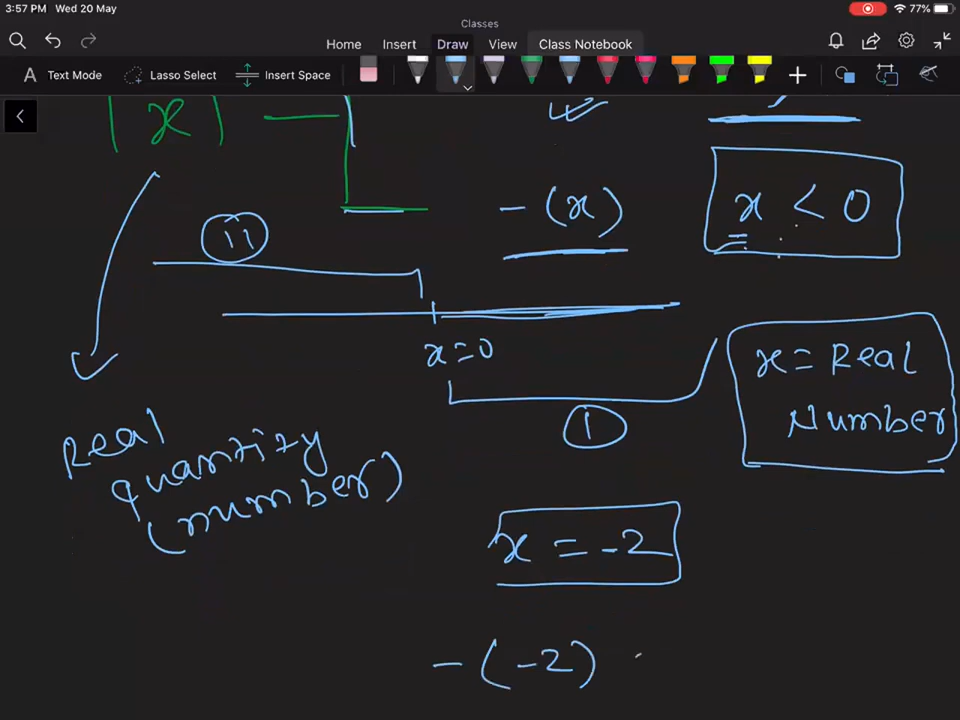 3:57 PM Wed 20 May
77%
Classes
Home Insert Draw View Class Notebook
A Text Mode Lasso Select Insert Space
|x|
-(x)
x < 0
ii
x=0
x = Real
Number
1
Real
quantity
(number)
x = -2
-(-2)